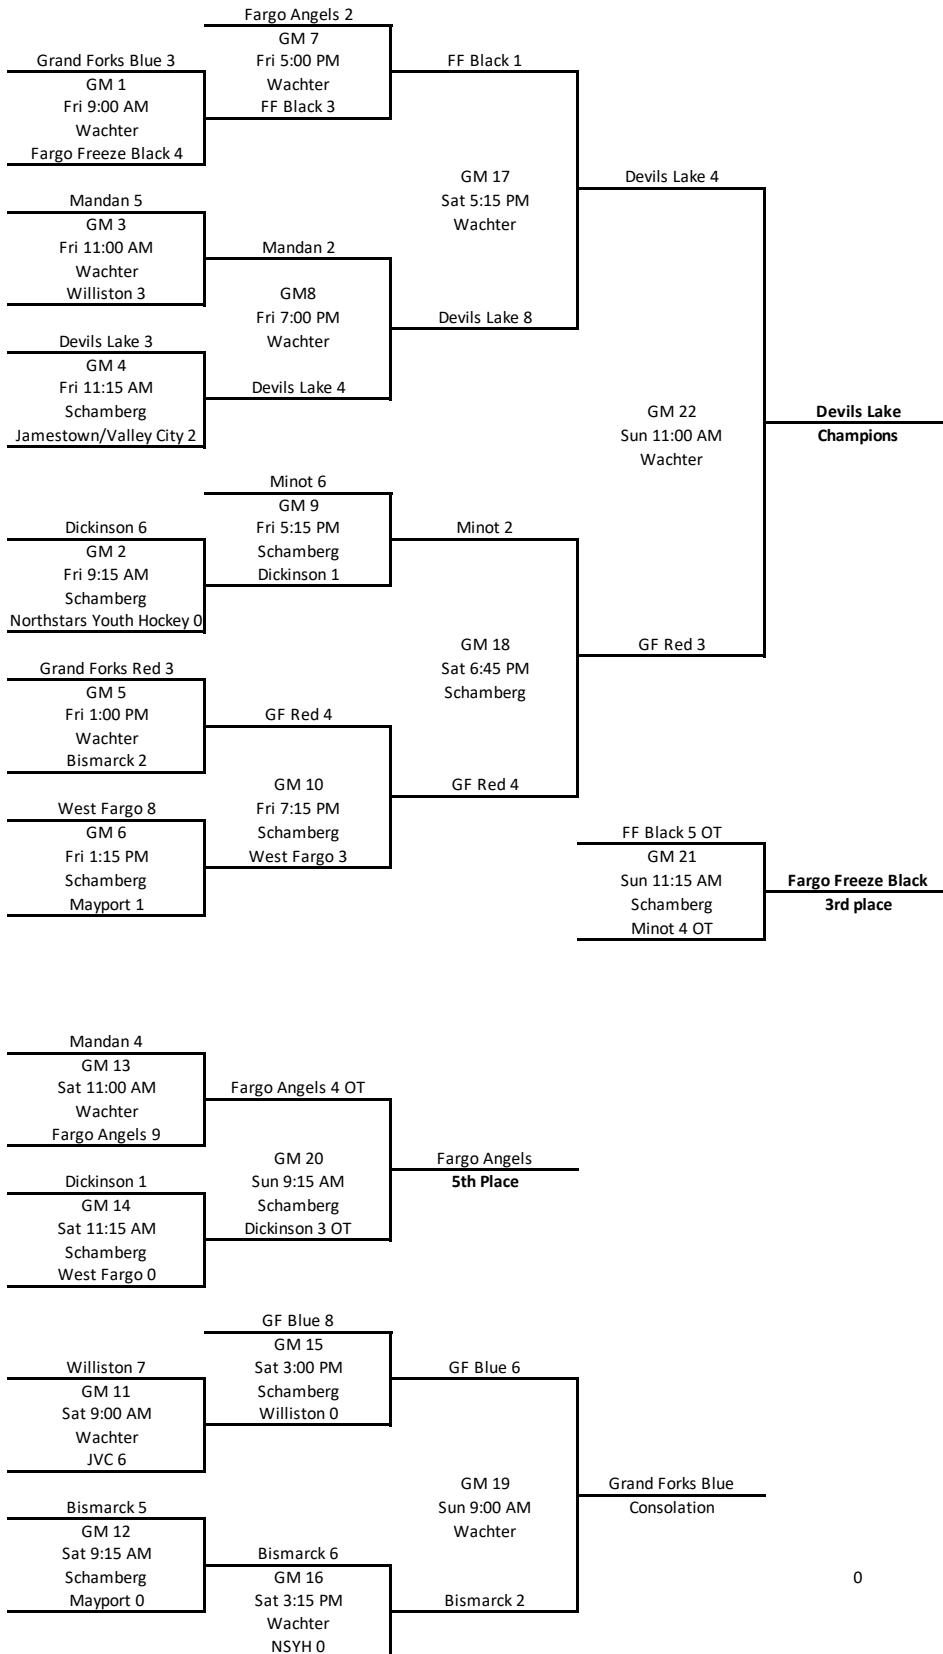 Fargo Angels 2
GM 7
Fri 5:00 PM
Wachter
FF Black 3
Grand Forks Blue 3
GM 1
Fri 9:00 AM
Wachter
Fargo Freeze Black 4
FF Black 1
GM 17
Sat 5:15 PM
Wachter
Devils Lake 8
Mandan 5
GM 3
Fri 11:00 AM
Wachter
Williston 3
Mandan 2
GM8
Fri 7:00 PM
Wachter
Devils Lake 4
Devils Lake 3
GM 4
Fri 11:15 AM
Schamberg
Jamestown/Valley City 2
Devils Lake 4
GM 22
Sun 11:00 AM
Wachter
GF Red 3
Devils Lake
Champions
Minot 6
GM 9
Fri 5:15 PM
Schamberg
Dickinson 1
Dickinson 6
GM 2
Fri 9:15 AM
Schamberg
Northstars Youth Hockey 0
Minot 2
GM 18
Sat 6:45 PM
Schamberg
GF Red 4
Grand Forks Red 3
GM 5
Fri 1:00 PM
Wachter
Bismarck 2
GF Red 4
GM 10
Fri 7:15 PM
Schamberg
West Fargo 3
West Fargo 8
GM 6
Fri 1:15 PM
Schamberg
Mayport 1
FF Black 5 OT
GM 21
Sun 11:15 AM
Schamberg
Minot 4 OT
Fargo Freeze Black
3rd place
Mandan 4
GM 13
Sat 11:00 AM
Wachter
Fargo Angels 9
Fargo Angels 4 OT
GM 20
Sun 9:15 AM
Schamberg
Dickinson 3 OT
Fargo Angels
5th Place
Dickinson 1
GM 14
Sat 11:15 AM
Schamberg
West Fargo 0
GF Blue 8
GM 15
Sat 3:00 PM
Schamberg
Williston 0
Williston 7
GM 11
Sat 9:00 AM
Wachter
JVC 6
GF Blue 6
GM 19
Sun 9:00 AM
Wachter
Bismarck 2
Grand Forks Blue
Consolation
Bismarck 5
GM 12
Sat 9:15 AM
Schamberg
Mayport 0
Bismarck 6
GM 16
Sat 3:15 PM
Wachter
NSYH 0
0